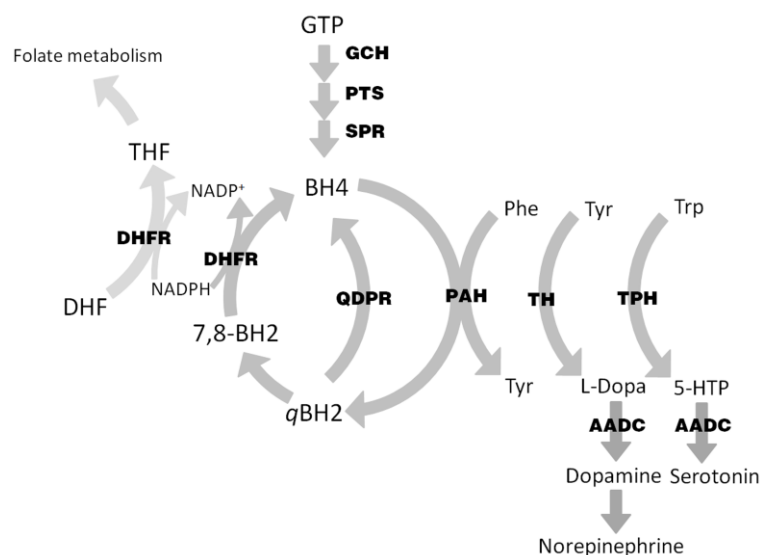 GTP
GCH
Folate metabolism
PTS
SPR
THF
NADP⁺
BH4
Phe
Tyr
Trp
DHFR
DHFR
NADPH
QDPR
PAH
TH
TPH
DHF
7,8-BH2
qBH2
Tyr
L-Dopa
5-HTP
AADC
AADC
Dopamine
Serotonin
Norepinephrine